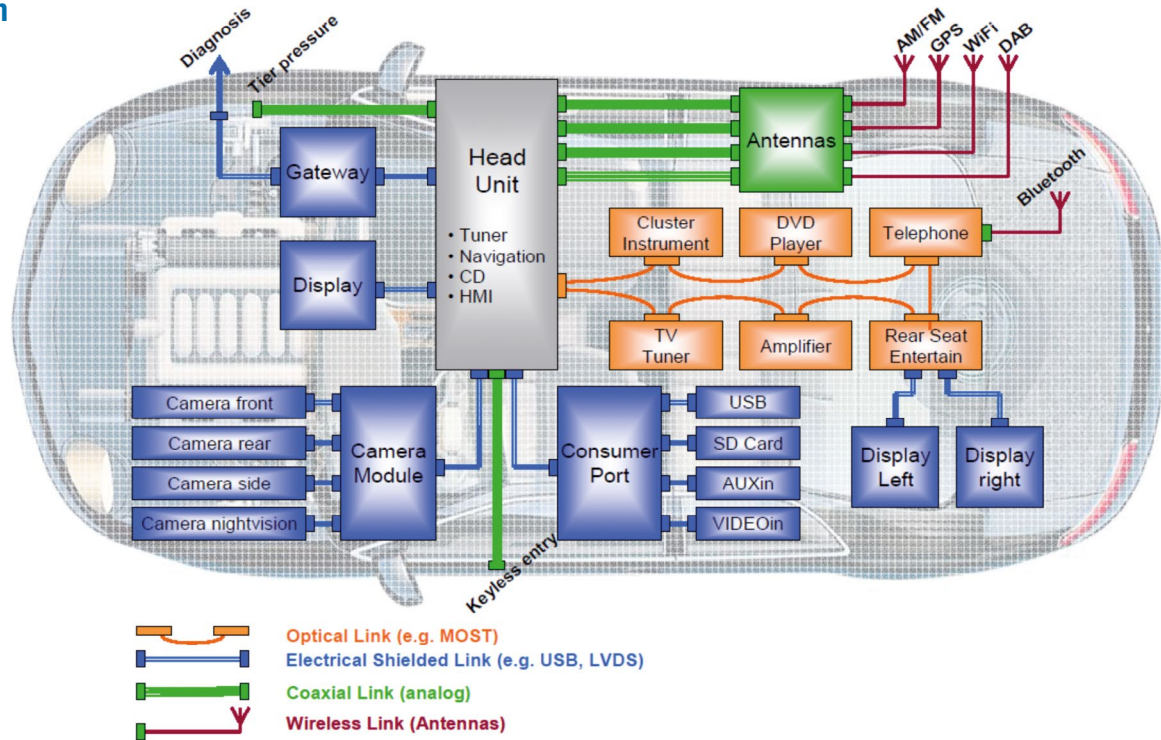 n
Diagnosis
Tier pressure
AM/FM
GPS
WiFi
DAB
Bluetooth
Gateway
Head
Unit
• Tuner
• Navigation
• CD
• HMI
Antennas
Display
Cluster
Instrument
DVD
Player
Telephone
TV
Tuner
Amplifier
Rear Seat
Entertain
Camera front
Camera rear
Camera side
Camera nightvision
Camera
Module
Consumer
Port
USB
SD Card
AUXin
VIDEOin
Display
Left
Display
right
Keyless entry
Optical Link (e.g. MOST)
Electrical Shielded Link (e.g. USB, LVDS)
Coaxial Link (analog)
Wireless Link (Antennas)